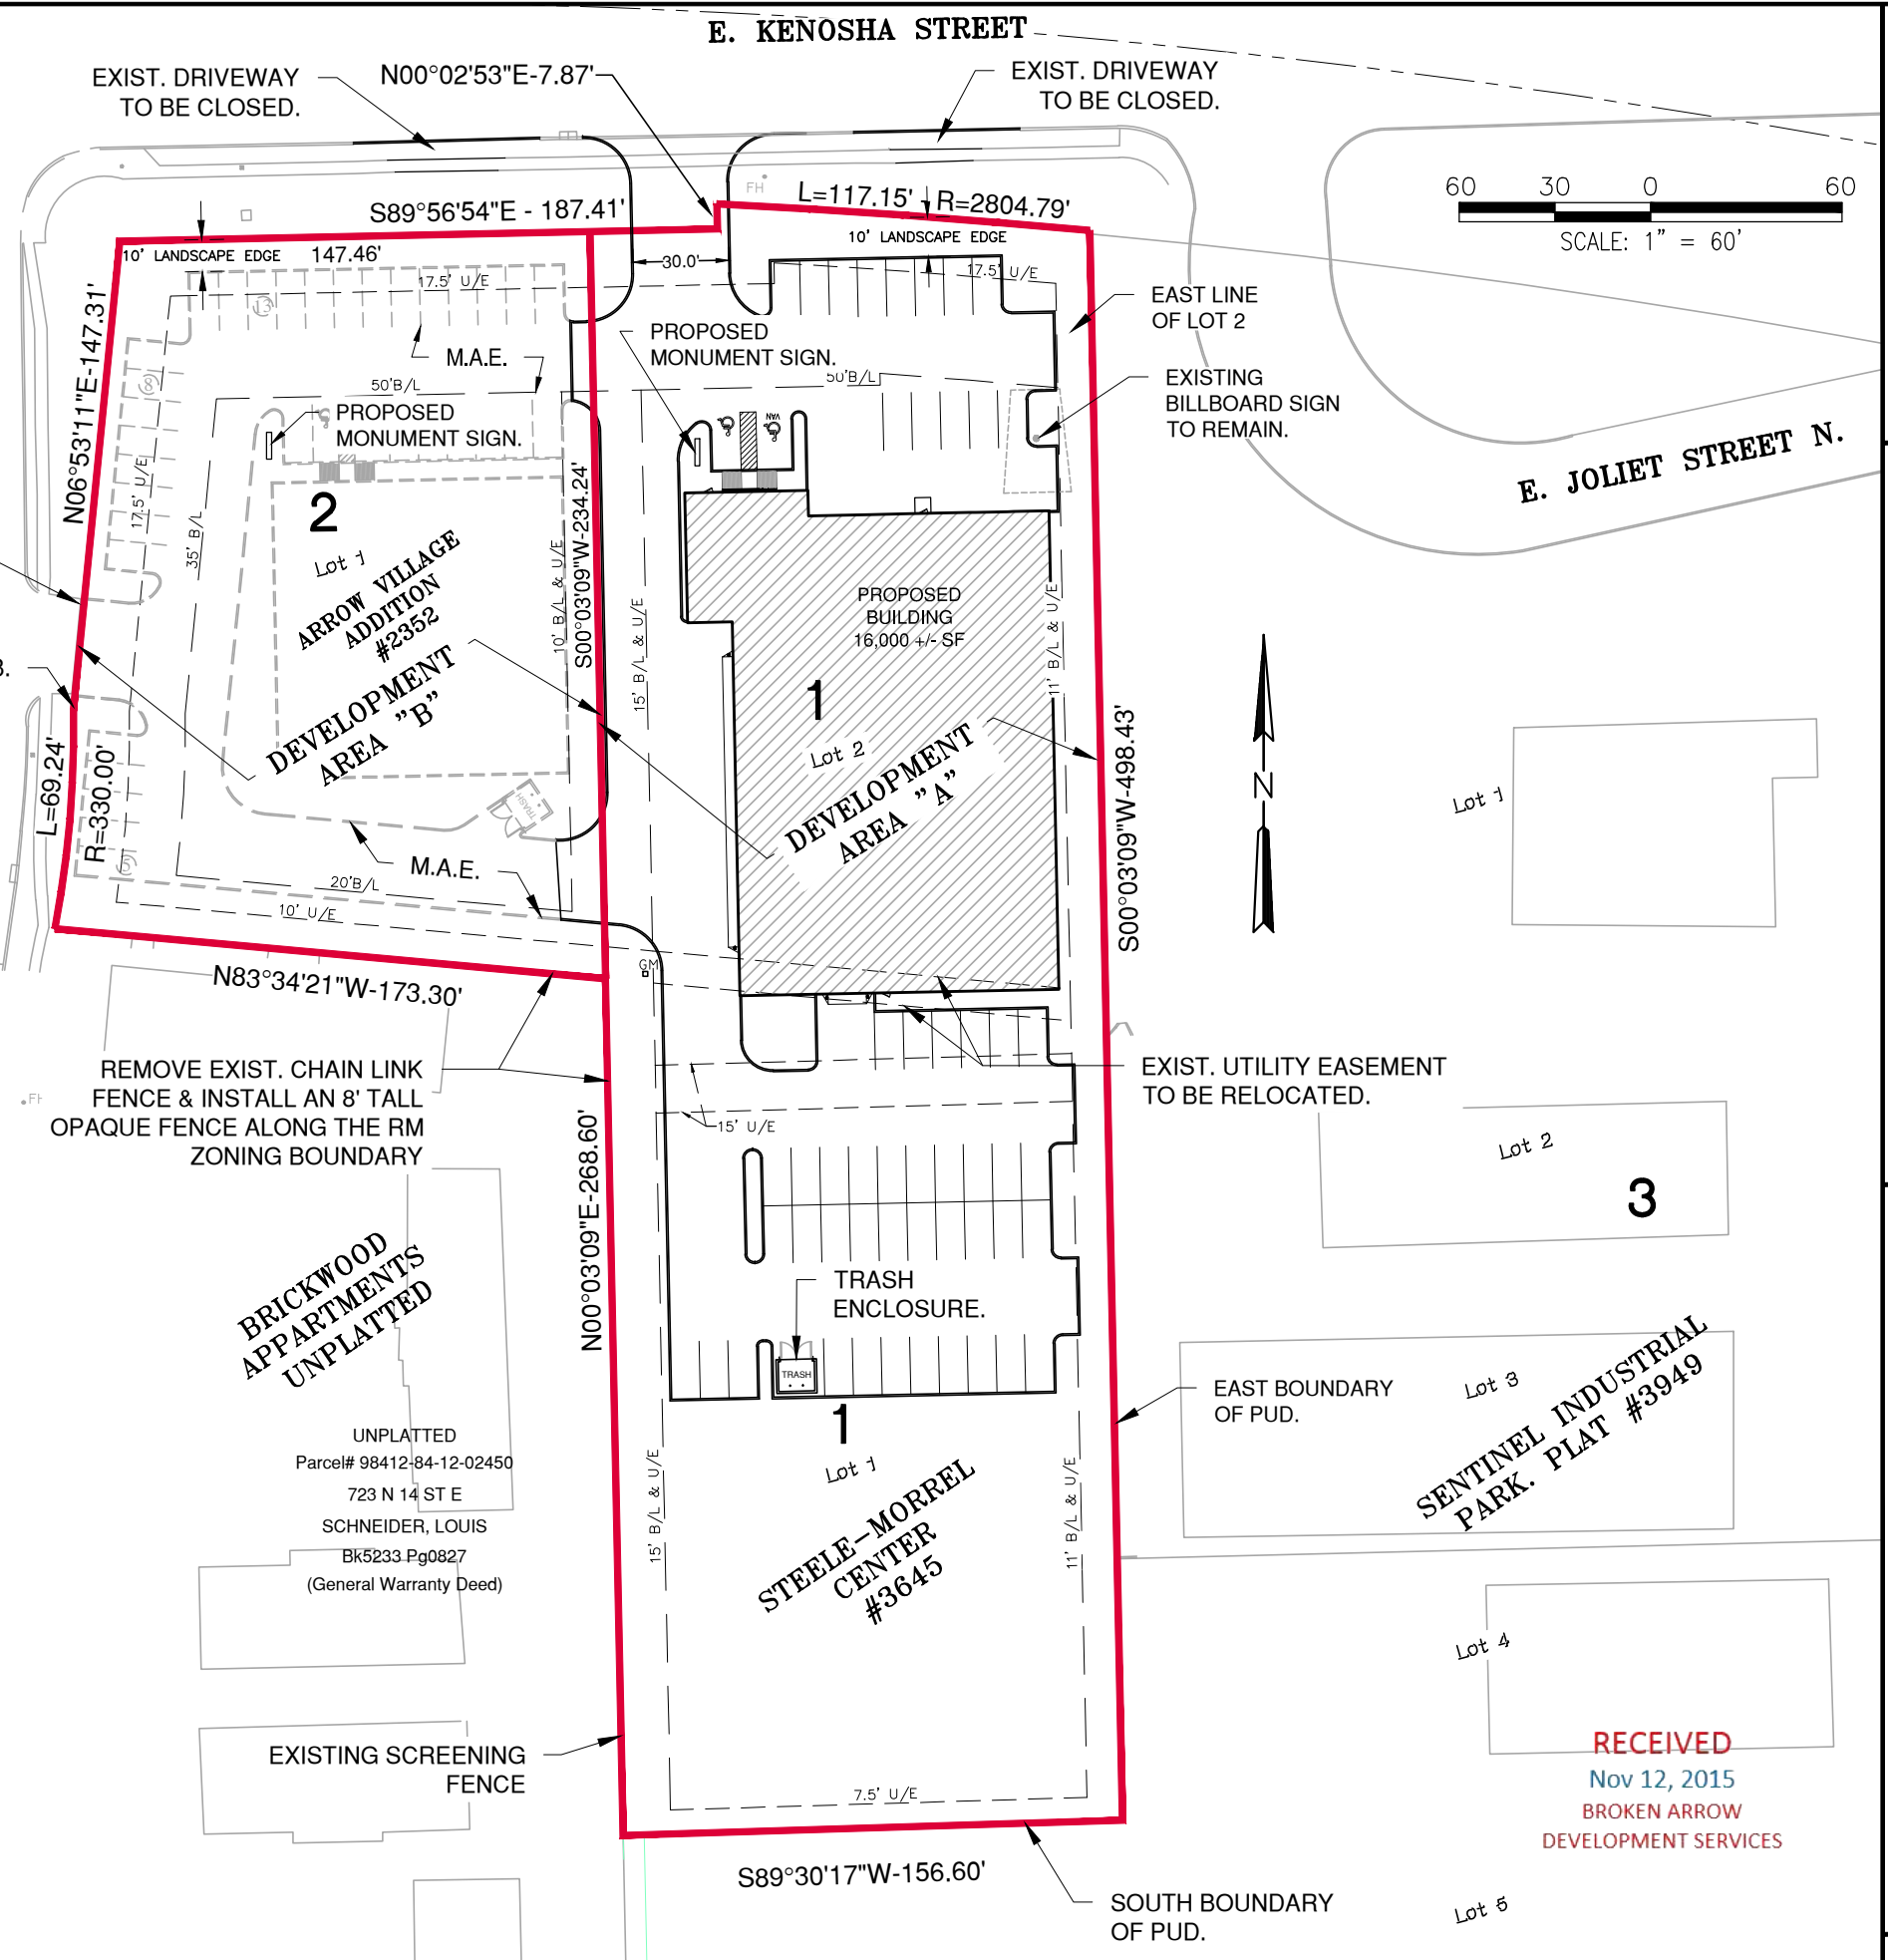 E. KENOSHA STREET
EXIST. DRIVEWAY
TO BE CLOSED.
N00°02'53"E-7.87'
EXIST. DRIVEWAY
TO BE CLOSED.
FH
L=117.15' - R=2804.79'
S89°56'54"E - 187.41'
10' LANDSCAPE EDGE
147.46'
10' LANDSCAPE EDGE
30.0'
17.5' U/E
17.5' U/E
60 30 0 60
SCALE: 1" = 60'
EAST LINE
OF LOT 2
13
PROPOSED
MONUMENT SIGN.
M.A.E.
50'B/L
50'B/L
8
EXISTING
BILLBOARD SIGN
TO REMAIN.
PROPOSED
MONUMENT SIGN.
VAN
E. JOLIET STREET N.
N06°53'11"E-147.31'
17.5' U/E
35' B/L
2
Lot 1
ARROW VILLAGE
ADDITION
#2352
DEVELOPMENT
AREA "B"
10' B/L & U/E
S00°03'09"W-234.24'
15' B/L & U/E
PROPOSED
BUILDING
16,000 +/- SF
11' B/L & U/E
1
Lot 2
DEVELOPMENT
AREA "A"
S00°03'09"W-498.43'
N
Lot 1
3.
L=69.24'
R=330.00'
5
TRASH
M.A.E.
20'B/L
10' U/E
N83°34'21"W-173.30'
GM
REMOVE EXIST. CHAIN LINK
FENCE & INSTALL AN 8' TALL
OPAQUE FENCE ALONG THE RM
ZONING BOUNDARY
FH
EXIST. UTILITY EASEMENT
TO BE RELOCATED.
15' U/E
Lot 2
3
N00°03'09"E-268.60'
BRICKWOOD
APPARTMENTS
UNPLATTED
TRASH
ENCLOSURE.
TRASH
EAST BOUNDARY
OF PUD.
Lot 3
SENTINEL INDUSTRIAL
PARK. PLAT #3949
UNPLATTED
Parcel# 98412-84-12-02450
723 N 14 ST E
SCHNEIDER, LOUIS
Bk5233 Pg0827
(General Warranty Deed)
1
Lot 1
STEELE-MORREL
CENTER
#3645
15' B/L & U/E
11' B/L & U/E
Lot 4
EXISTING SCREENING
FENCE
7.5' U/E
RECEIVED
Nov 12, 2015
BROKEN ARROW
DEVELOPMENT SERVICES
S89°30'17"W-156.60'
SOUTH BOUNDARY
OF PUD.
Lot 5